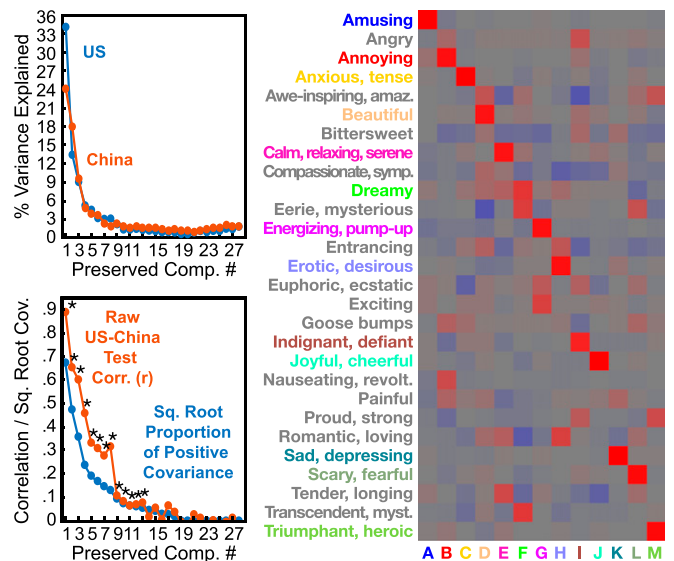 36
33
30
27
24
21
18
15
12
9
6
3
0
% Variance Explained
US
China
1 3 5 7 9 11 15 19 23 27
Preserved Comp. #
.9
.8
.7
.6
.5
.4
.3
.2
.1
0
Correlation / Sq. Root Cov.
Raw
US-China
Test
Corr. (r)
Sq. Root
Proportion
of Positive
Covariance
* * * * * * * * * * * * *
1 3 5 7 9 11 15 19 23 27
Preserved Comp. #
Amusing
Angry
Annoying
Anxious, tense
Awe-inspiring, amaz.
Beautiful
Bittersweet
Calm, relaxing, serene
Compassionate, symp.
Dreamy
Eerie, mysterious
Energizing, pump-up
Entrancing
Erotic, desirous
Euphoric, ecstatic
Exciting
Goose bumps
Indignant, defiant
Joyful, cheerful
Nauseating, revolt.
Painful
Proud, strong
Romantic, loving
Sad, depressing
Scary, fearful
Tender, longing
Transcendent, myst.
Triumphant, heroic
A B C D E F G H I J K L M